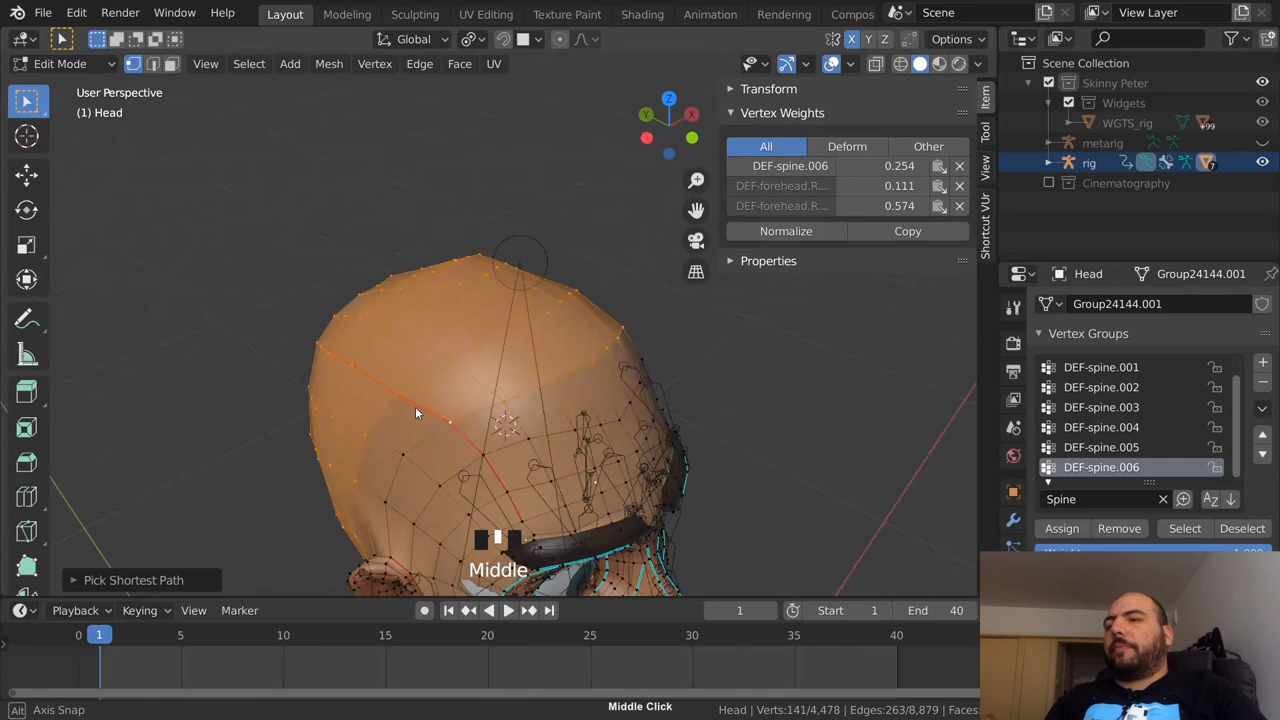 File Edit Render Window Help Layout Modeling Sculpting UV Editing Texture Paint Shading Animation Rendering Compos Scene View Layer
Global X Y Z Options
Edit Mode View Select Add Mesh Vertex Edge Face UV
User Perspective
(1) Head
Z
Y
X
Transform
Vertex Weights
All Deform Other
DEF-spine.006 0.254
DEF-forehead.R... 0.111
DEF-forehead.R... 0.574
Normalize Copy
Properties
Item
Tool
View
Shortcut VUr
Scene Collection
Skinny Peter
Widgets
WGTS_rig +99
metarig
rig 7
Cinematography
Head Group24144.001
Group24144.001
Vertex Groups
DEF-spine.001
DEF-spine.002
DEF-spine.003
DEF-spine.004
DEF-spine.005
DEF-spine.006
Spine
Assign Remove Select Deselect
Middle
Pick Shortest Path
Playback Keying View Marker 1 Start 1 End 40
0 1 5 10 15 20 25 30 35 40
Alt Axis Snap Middle Click Head | Verts:141/4,478 | Edges:263/8,879 | Faces: